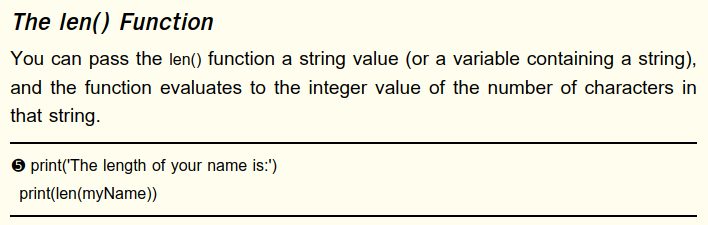 The len() Function
You can pass the len() function a string value (or a variable containing a string),
and the function evaluates to the integer value of the number of characters in
that string.
❺ print('The length of your name is:')
print(len(myName))